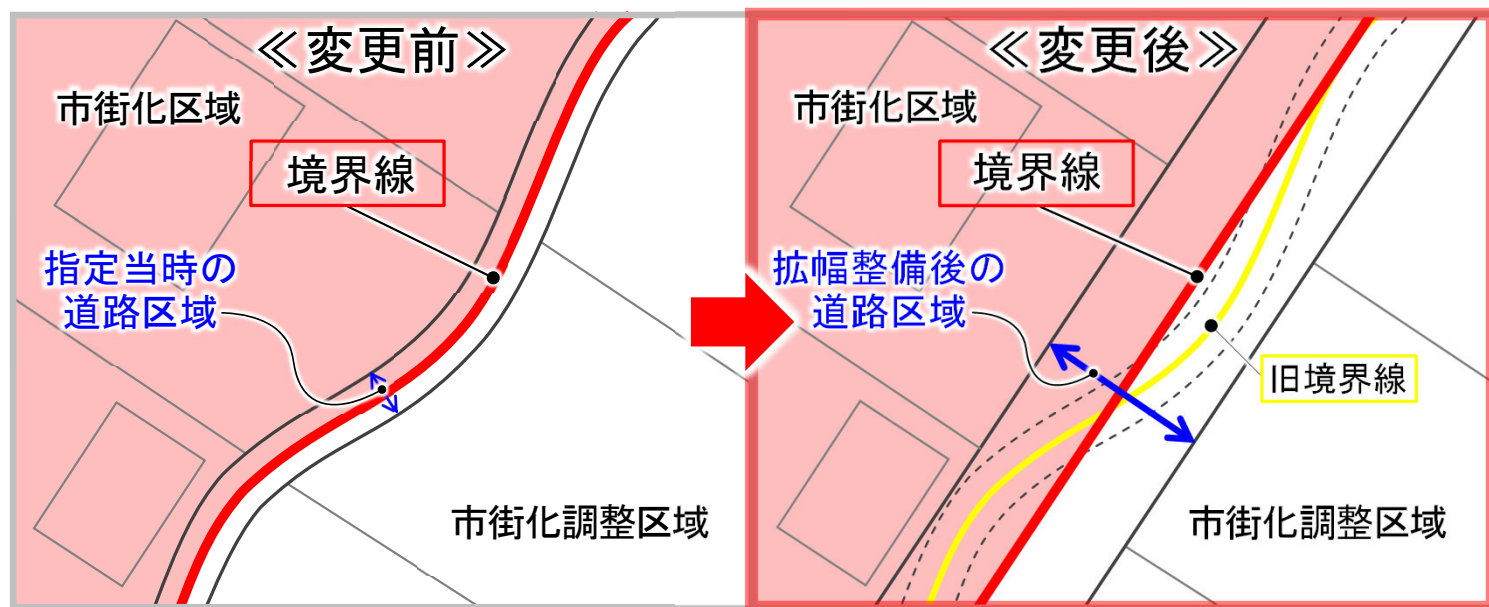 ≪変更前≫
市街化区域
境界線
指定当時の
道路区域
市街化調整区域
≪変更後≫
市街化区域
境界線
拡幅整備後の
道路区域
旧境界線
市街化調整区域